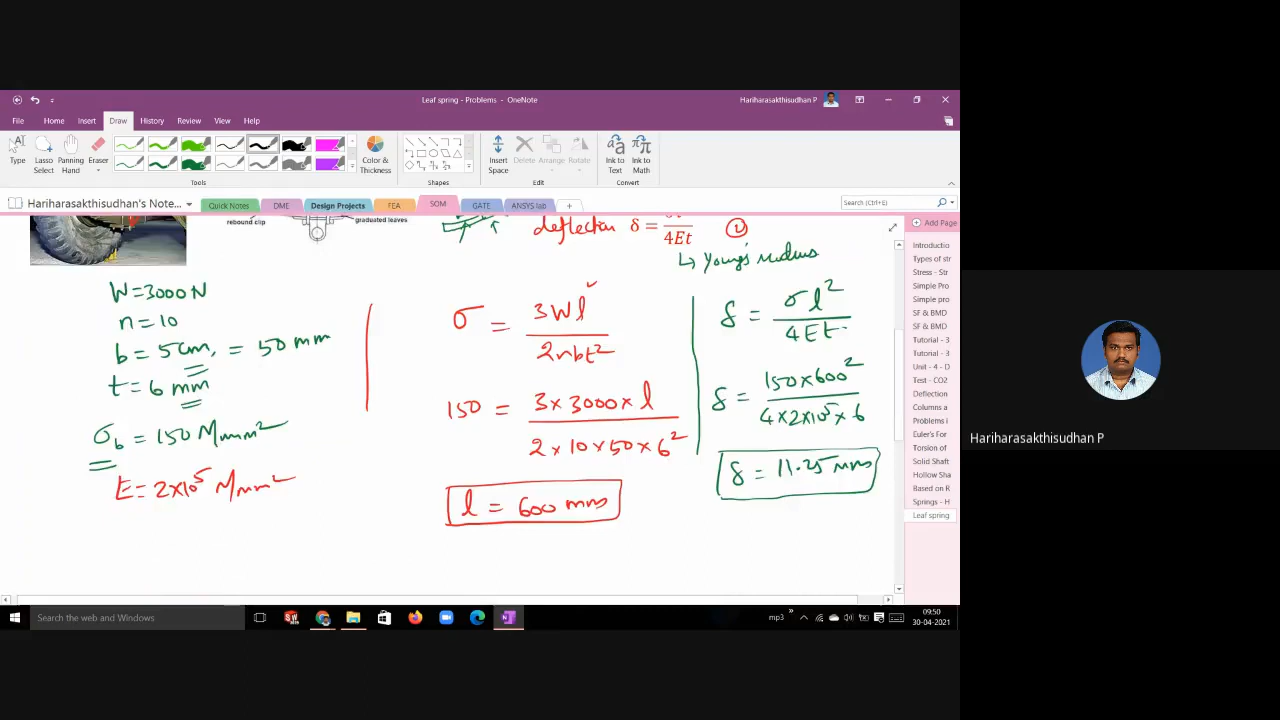 Leaf spring - Problems - OneNote
Hariharasakthisudhan P
File Home Insert Draw History Review View Help
Type Lasso Select Panning Hand Eraser Color & Thickness Insert Space Delete Arrange Rotate Ink to Text Ink to Math
Tools Shapes Edit Convert
Hariharasakthisudhan's Note... Quick Notes DME Design Projects FEA SOM GATE ANSYS lab + Search (Ctrl+E)
rebound clip
graduated leaves
deflection δ =
4Et
Young's modulus
W = 3000 N
n = 10
b = 5 cm, = 50 mm
t = 6 mm
σb = 150 N/mm²
E = 2×10⁵ N/mm²
σ = 3Wl / 2nbt²
150 = 3 × 3000 × l / 2 × 10 × 50 × 6²
l = 600 mm
δ = σl² / 4Et
δ = 150 × 600² / 4 × 2 × 10⁵ × 6
δ = 11.25 mm
Add Page
Introductio
Types of str
Stress - Str
Simple Pro
Simple pro
SF & BMD
SF & BMD
Tutorial - 3
Tutorial - 3
Unit - 4 - D
Test - CO2
Deflection
Columns a
Problems i
Euler's For
Torsion of
Solid Shaft
Hollow Sha
Based on R
Springs - H
Leaf spring
Hariharasakthisudhan P
Search the web and Windows
mp3
09:50
30-04-2021